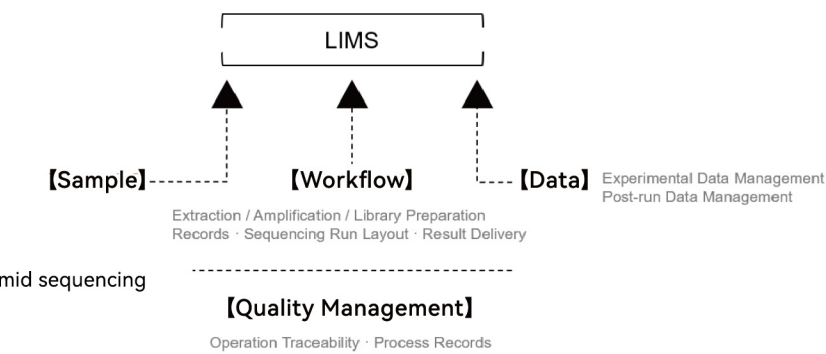 LIMS
【Sample】
【Workflow】
【Data】
Experimental Data Management
Post-run Data Management
Extraction / Amplification / Library Preparation
Records · Sequencing Run Layout · Result Delivery
mid sequencing
【Quality Management】
Operation Traceability · Process Records